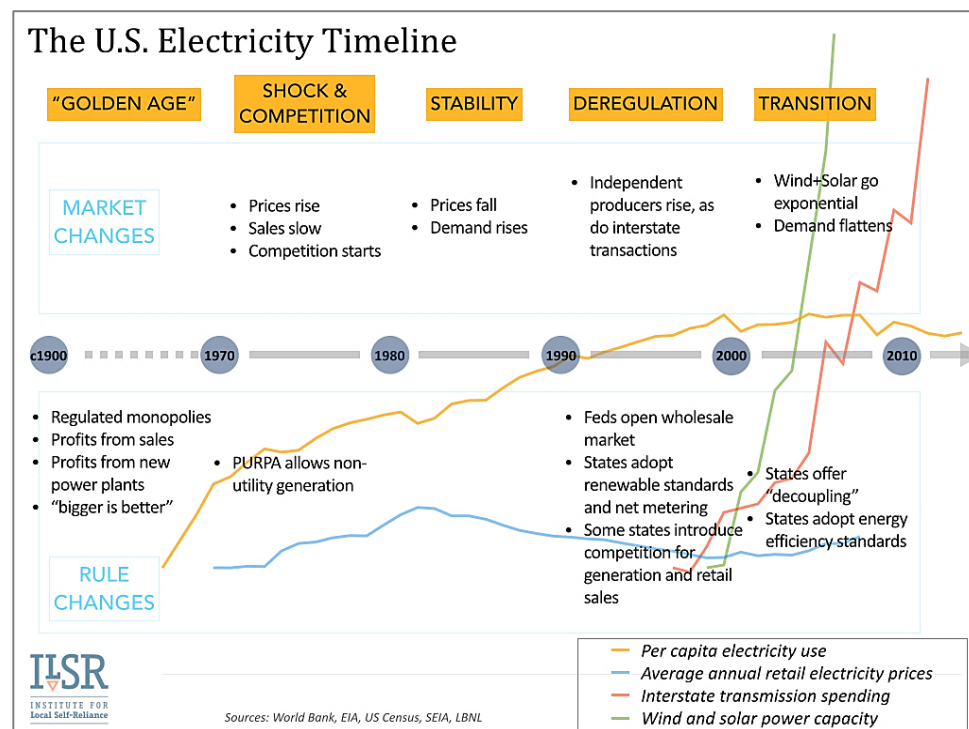 The U.S. Electricity Timeline
"GOLDEN AGE"
SHOCK &
COMPETITION
STABILITY
DEREGULATION
TRANSITION
MARKET
CHANGES
• Prices rise
• Sales slow
• Competition starts
• Prices fall
• Demand rises
• Independent
producers rise, as
do interstate
transactions
• Wind+Solar go
exponential
• Demand flattens
c1900
1970
1980
1990
2000
2010
• Regulated monopolies
• Profits from sales
• Profits from new
power plants
• "bigger is better"
• PURPA allows non-
utility generation
• Feds open wholesale
market
• States adopt
renewable standards
and net metering
• Some states introduce
competition for
generation and retail
sales
• States offer
"decoupling"
• States adopt energy
efficiency standards
RULE
CHANGES
ILSR
INSTITUTE FOR
Local Self-Reliance
Sources: World Bank, EIA, US Census, SEIA, LBNL
Per capita electricity use
Average annual retail electricity prices
Interstate transmission spending
Wind and solar power capacity